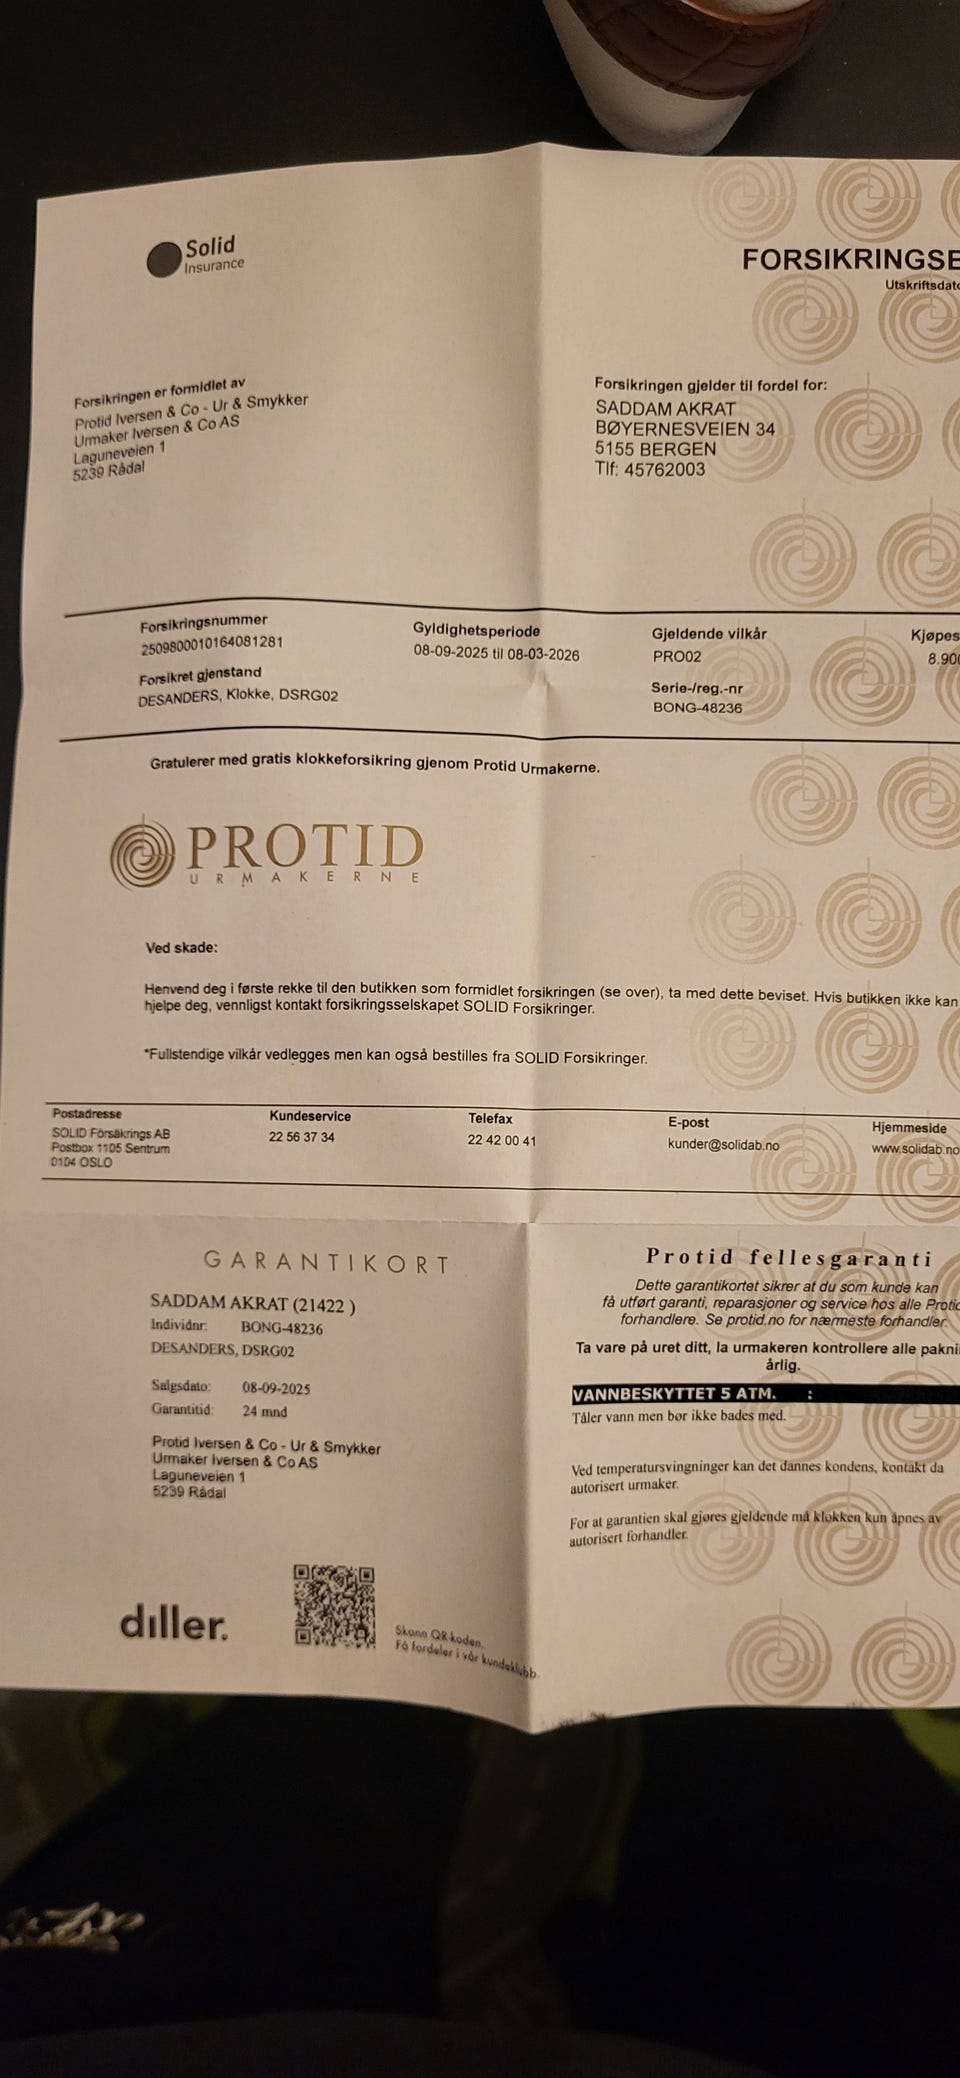 Solid
Insurance
FORSIKRINGSE
Utskriftsdato
Forsikringen er formidlet av
Protid Iversen & Co - Ur & Smykker
Urmaker Iversen & Co AS
Laguneveien 1
5239 Rådal
Forsikringen gjelder til fordel for:
SADDAM AKRAT
BØYERNESVEIEN 34
5155 BERGEN
Tlf: 45762003
Forsikringsnummer
2509800010164081281
Gyldighetsperiode
08-09-2025 til 08-03-2026
Gjeldende vilkår
PRO02
Kjøpes
8.90
Forsikret gjenstand
DESANDERS, Klokke, DSRG02
Serie-/reg.-nr
BONG-48236
Gratulerer med gratis klokkeforsikring gjenom Protid Urmakerne.
PROTID
URMAKERNE
Ved skade:
Henvend deg i første rekke til den butikken som formidlet forsikringen (se over), ta med dette beviset. Hvis butikken ikke kan
hjelpe deg, vennligst kontakt forsikringsselskapet SOLID Forsikringer.
*Fullstendige vilkår vedlegges men kan også bestilles fra SOLID Forsikringer.
Postadresse
SOLID Försäkrings AB
Postbox 1105 Sentrum
0104 OSLO
Kundeservice
22 56 37 34
Telefax
22 42 00 41
E-post
kunder@solidab.no
Hjemmeside
www.solidab.no
GARANTIKORT
SADDAM AKRAT (21422 )
Individnr: BONG-48236
DESANDERS, DSRG02
Salgsdato: 08-09-2025
Garantitid: 24 mnd
Protid Iversen & Co - Ur & Smykker
Urmaker Iversen & Co AS
Laguneveien 1
5239 Rådal
diller.
Skann QR-koden.
Få fordeler i vår kundeklubb.
Protid fellesgaranti
Dette garantikortet sikrer at du som kunde kan
få utført garanti, reparasjoner og service hos alle Protid
forhandlere. Se protid.no for nærmeste forhandler.
Ta vare på uret ditt, la urmakeren kontrollere alle pakni
årlig.
VANNBESKYTTET 5 ATM. :
Tåler vann men bør ikke bades med.
Ved temperatursvingninger kan det dannes kondens, kontakt da
autorisert urmaker.
For at garantien skal gjøres gjeldende må klokken kun åpnes av
autorisert forhandler.